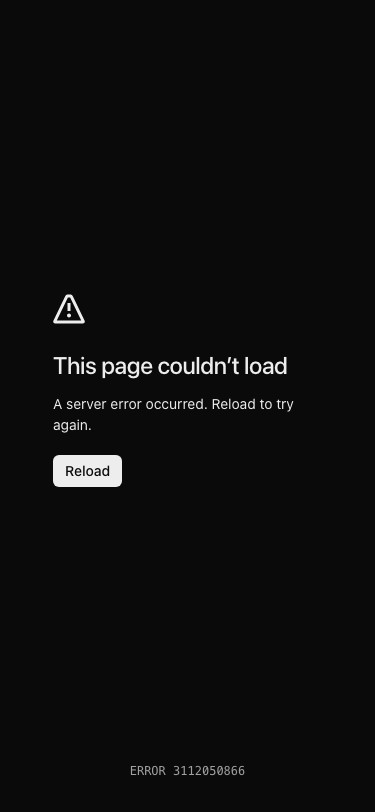 This page couldn’t load
A server error occurred. Reload to try
again.
Reload
ERROR 3112050866